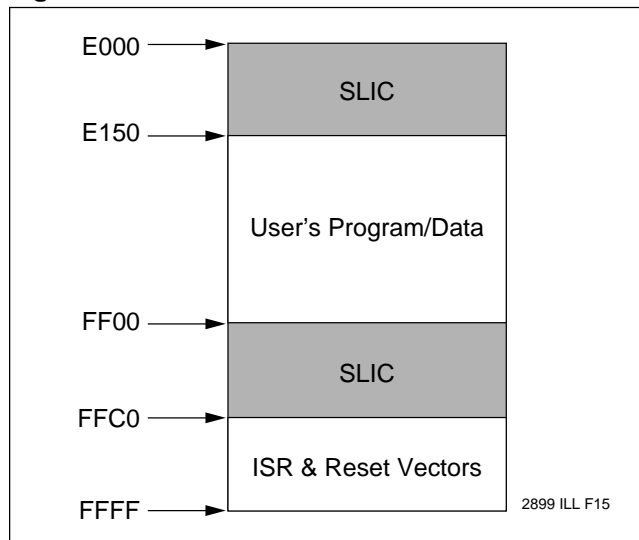 E000
SLIC
E150
User's Program/Data
FF00
SLIC
FFC0
ISR & Reset Vectors
FFFF
2899 ILL F15